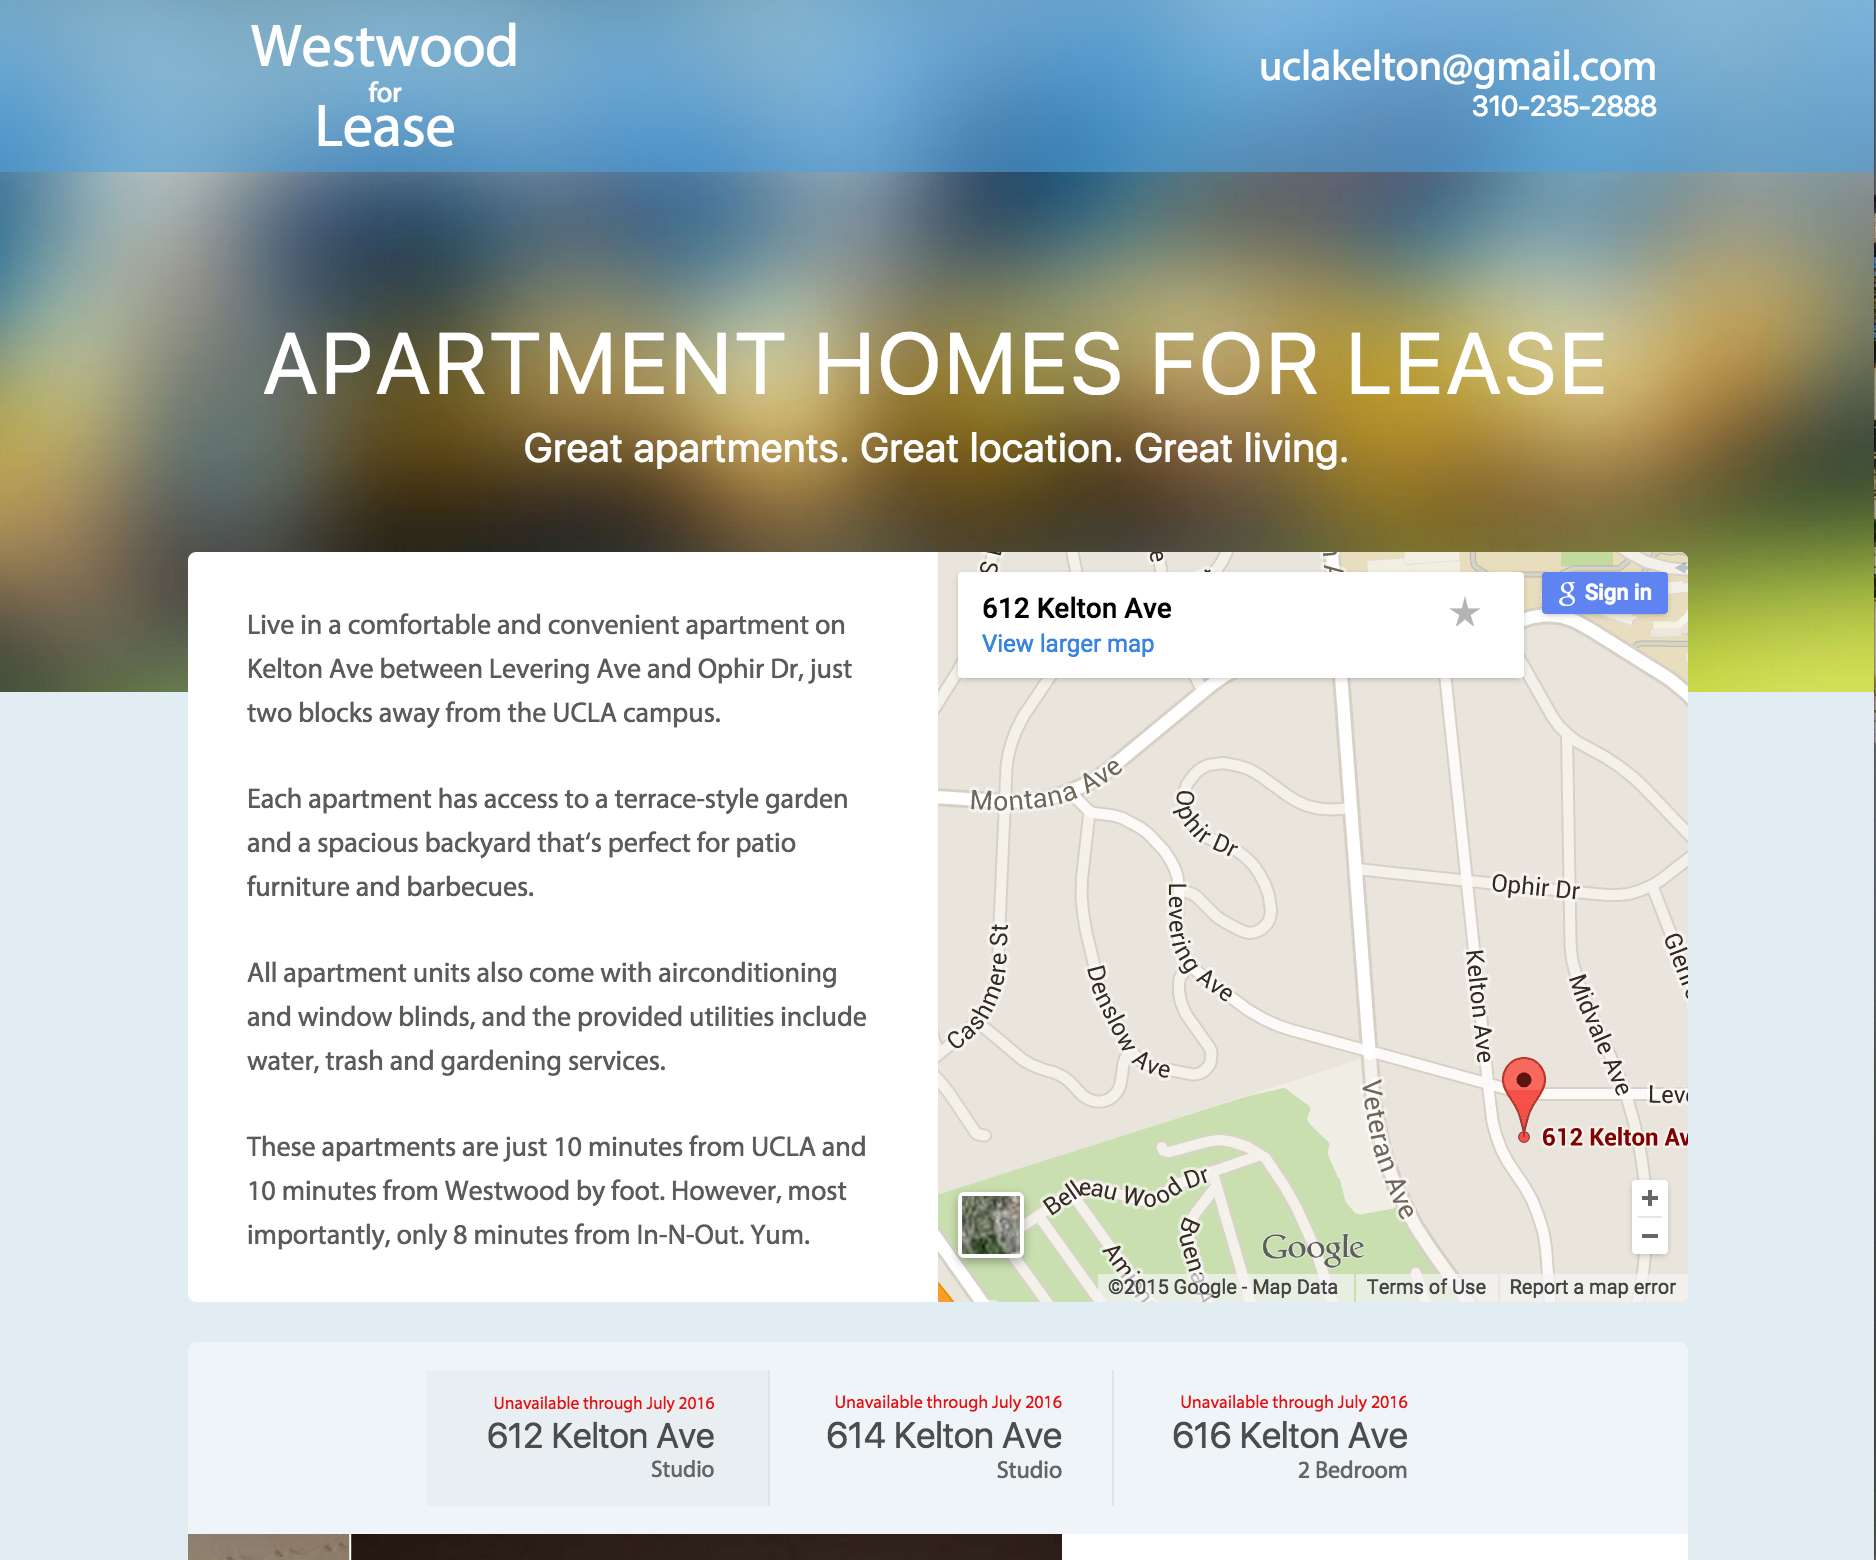 Westwood
for
Lease
uclakelton@gmail.com
310-235-2888
APARTMENT HOMES FOR LEASE
Great apartments. Great location. Great living.
Live in a comfortable and convenient apartment on
Kelton Ave between Levering Ave and Ophir Dr, just
two blocks away from the UCLA campus.
Each apartment has access to a terrace-style garden
and a spacious backyard that's perfect for patio
furniture and barbecues.
All apartment units also come with airconditioning
and window blinds, and the provided utilities include
water, trash and gardening services.
These apartments are just 10 minutes from UCLA and
10 minutes from Westwood by foot. However, most
importantly, only 8 minutes from In-N-Out. Yum.
612 Kelton Ave
View larger map
g Sign in
Montana Ave
Ophir Dr
Ophir Dr
Levering Ave
Cashmere St
Denslow Ave
Kelton Ave
Midvale Ave
Veteran Ave
612 Kelton Av
Belleau Wood Dr
Buena
Google
+
−
©2015 Google - Map Data
Terms of Use
Report a map error
Unavailable through July 2016
612 Kelton Ave
Studio
Unavailable through July 2016
614 Kelton Ave
Studio
Unavailable through July 2016
616 Kelton Ave
2 Bedroom